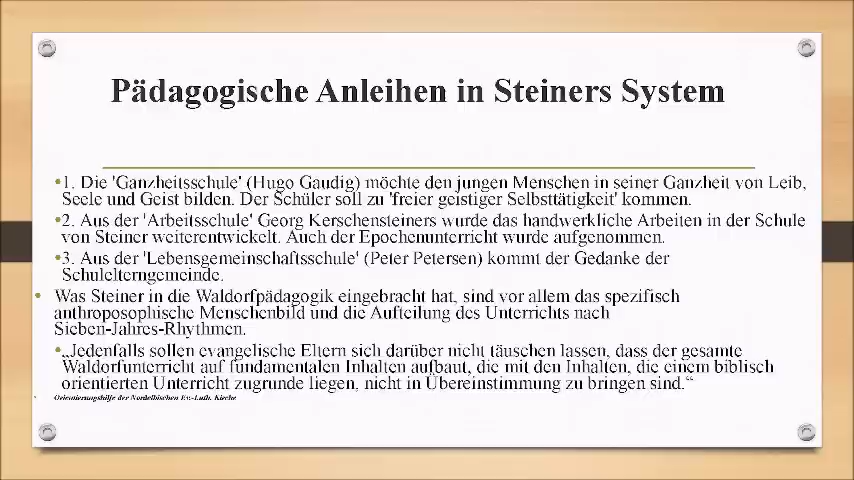 Pädagogische Anleihen in Steiners System
•1. Die 'Ganzheitsschule' (Hugo Gaudig) möchte den jungen Menschen in seiner Ganzheit von Leib,
Seele und Geist bilden. Der Schüler soll zu 'freier geistiger Selbsttätigkeit' kommen.
•2. Aus der 'Arbeitsschule' Georg Kerschensteiners wurde das handwerkliche Arbeiten in der Schule
von Steiner weiterentwickelt. Auch der Epochenunterricht wurde aufgenommen.
•3. Aus der 'Lebensgemeinschaftsschule' (Peter Petersen) kommt der Gedanke der
Schulelterngemeinde.
• Was Steiner in die Waldorfpädagogik eingebracht hat, sind vor allem das spezifisch
anthroposophische Menschenbild und die Aufteilung des Unterrichts nach
Sieben-Jahres-Rhythmen.
•„Jedenfalls sollen evangelische Eltern sich darüber nicht täuschen lassen, dass der gesamte
Waldorfunterricht auf fundamentalen Inhalten aufbaut, die mit den Inhalten, die einem biblisch
orientierten Unterricht zugrunde liegen, nicht in Übereinstimmung zu bringen sind.“
• Orientierungshilfe der Nordelbischen Ev.-Luth. Kirche